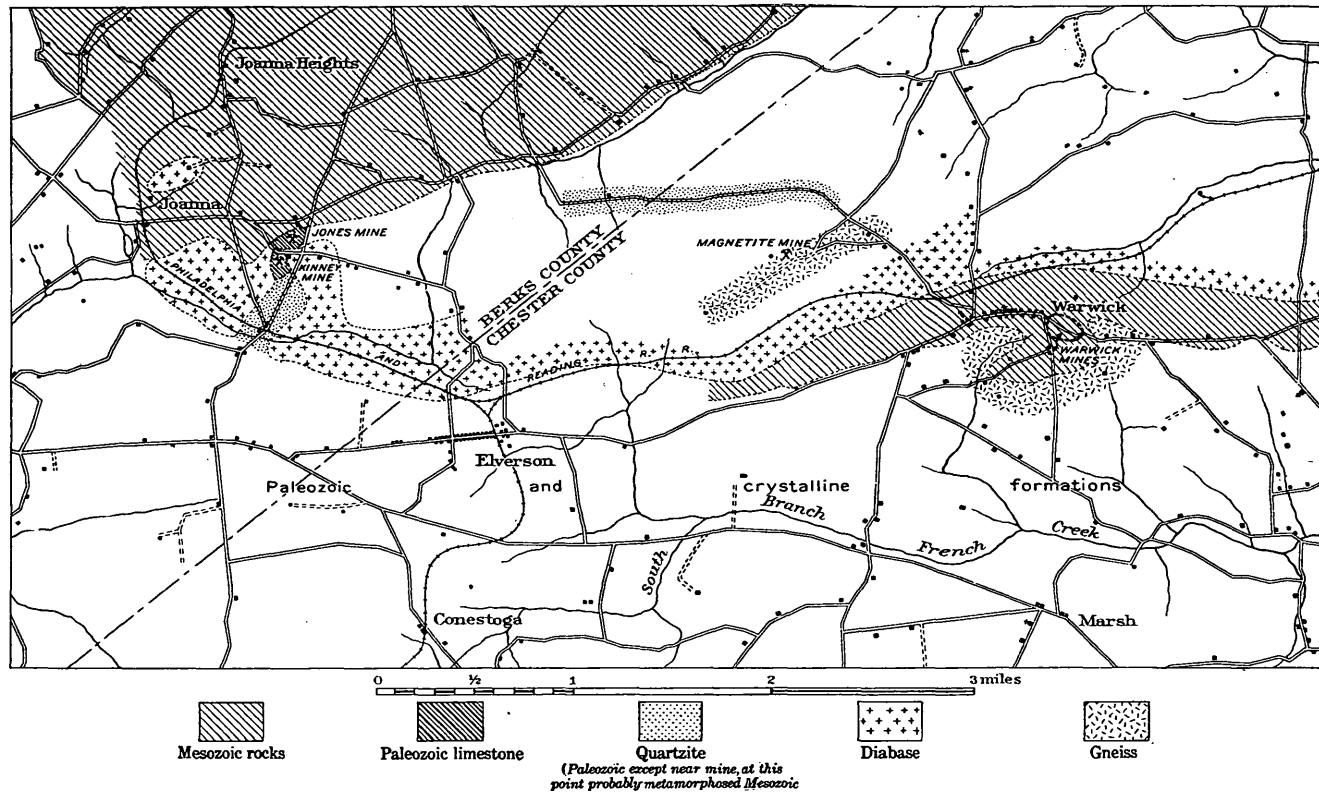 Joanna Heights
Joanna
JONES MINE
KINNEY MINE
MAGNETITE MINE
BERKS COUNTY
CHESTER COUNTY
PHILADELPHIA
AND
READING
R. R.
Warwick
WARWICK MINES
Elverson
Paleozoic and crystalline formations
South Branch French Creek
Conestoga
Marsh
0 ½ 1 2 3 miles
Mesozoic rocks
Paleozoic limestone
Quartzite
Diabase
Gneiss
(Paleozoic except near mine, at this
point probably metamorphosed Mesozoic